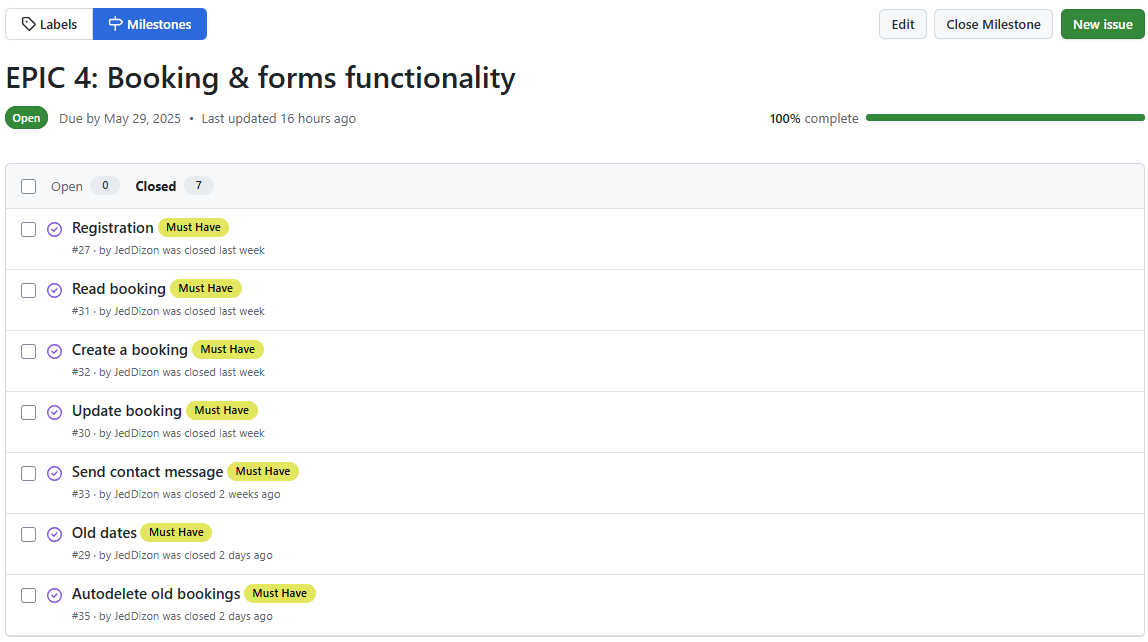 Labels Milestones Edit Close Milestone New issue
EPIC 4: Booking & forms functionality
Open Due by May 29, 2025 • Last updated 16 hours ago 100% complete
Open 0 Closed 7
Registration Must Have
#27 · by JedDizon was closed last week
Read booking Must Have
#31 · by JedDizon was closed last week
Create a booking Must Have
#32 · by JedDizon was closed last week
Update booking Must Have
#30 · by JedDizon was closed last week
Send contact message Must Have
#33 · by JedDizon was closed 2 weeks ago
Old dates Must Have
#29 · by JedDizon was closed 2 days ago
Autodelete old bookings Must Have
#35 · by JedDizon was closed 2 days ago